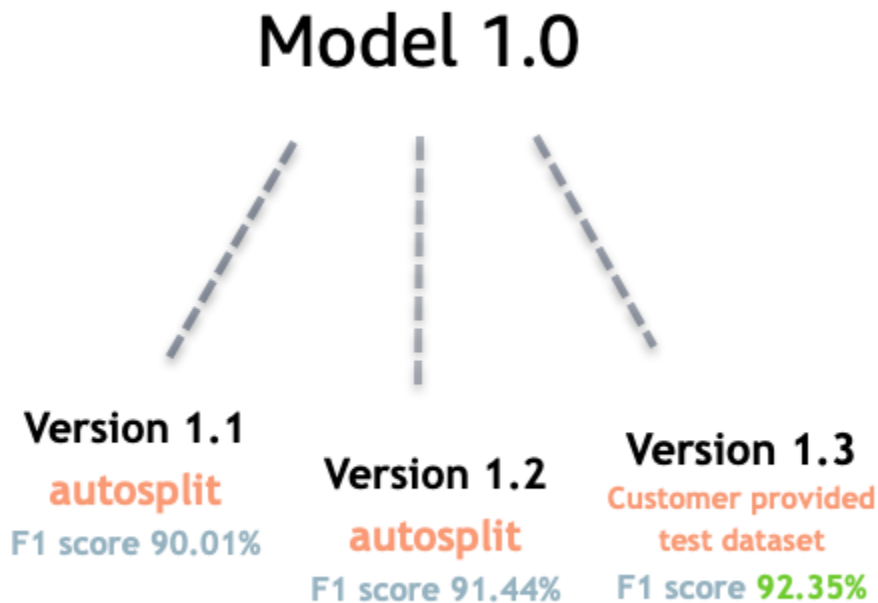 Model 1.0
Version 1.1
autosplit
F1 score 90.01%
Version 1.2
autosplit
F1 score 91.44%
Version 1.3
Customer provided
test dataset
F1 score 92.35%